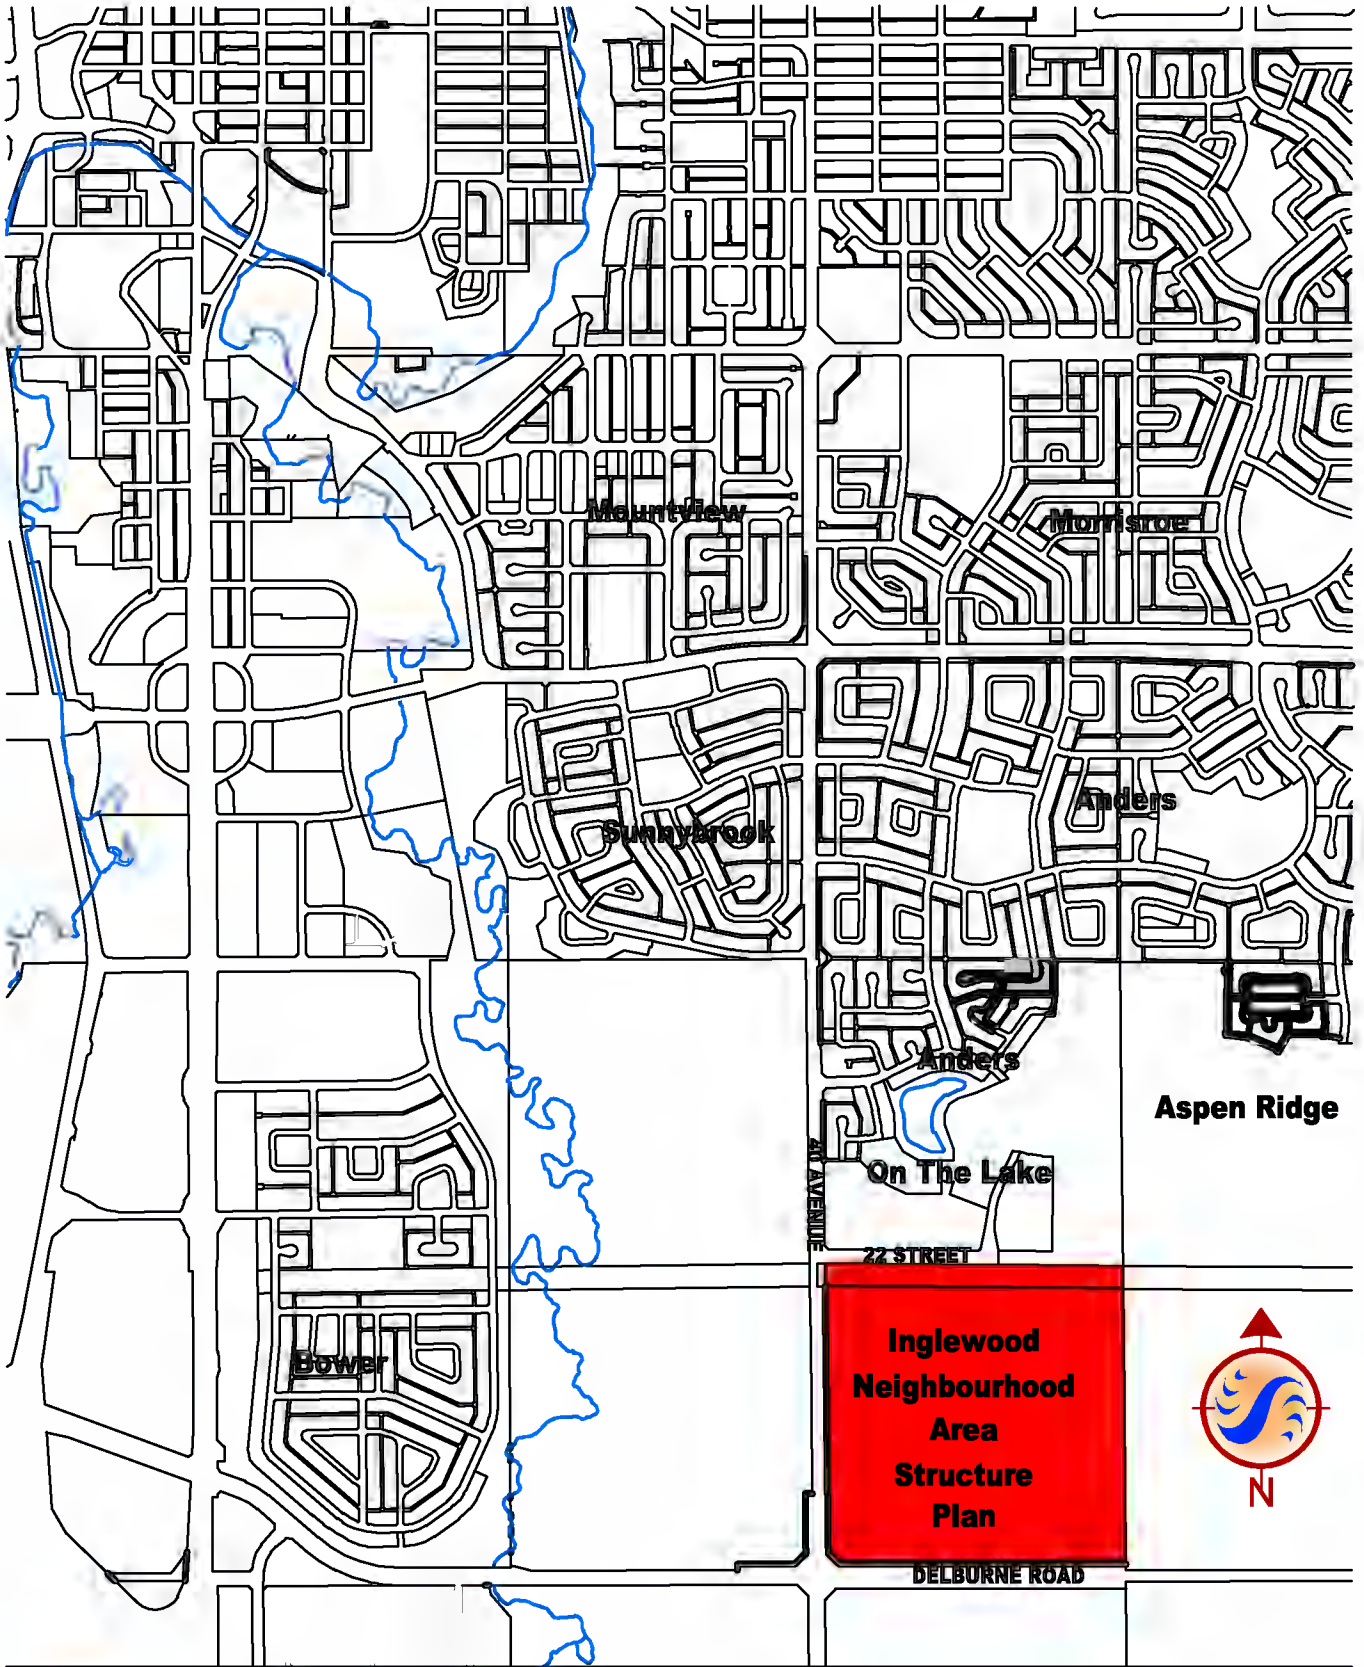 Mountview
Morrisroe
Anders
Sunnybrook
Anders
Aspen Ridge
On The Lake
40 AVENUE
22 STREET
Inglewood
Neighbourhood
Area
Structure
Plan
Bower
N
DELBURNE ROAD